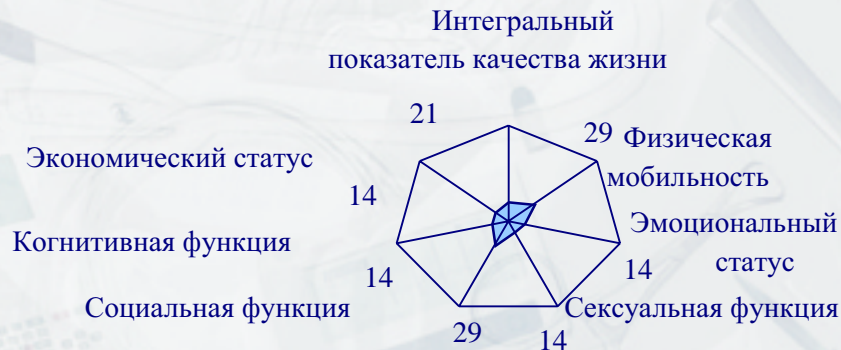 Интегральный
показатель качества жизни
21
29
Физическая
мобильность
Экономический статус
14
Эмоциональный
статус
14
Когнитивная функция
14
Социальная функция
29
Сексуальная функция
14